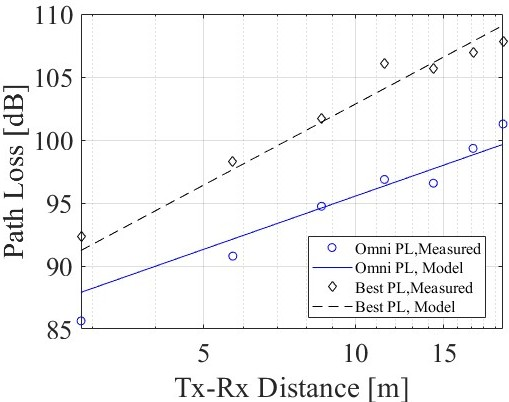 110
105
100
95
90
85
Path Loss [dB]
Omni PL,Measured
Omni PL, Model
Best PL,Measured
Best PL, Model
5
10
15
Tx-Rx Distance [m]